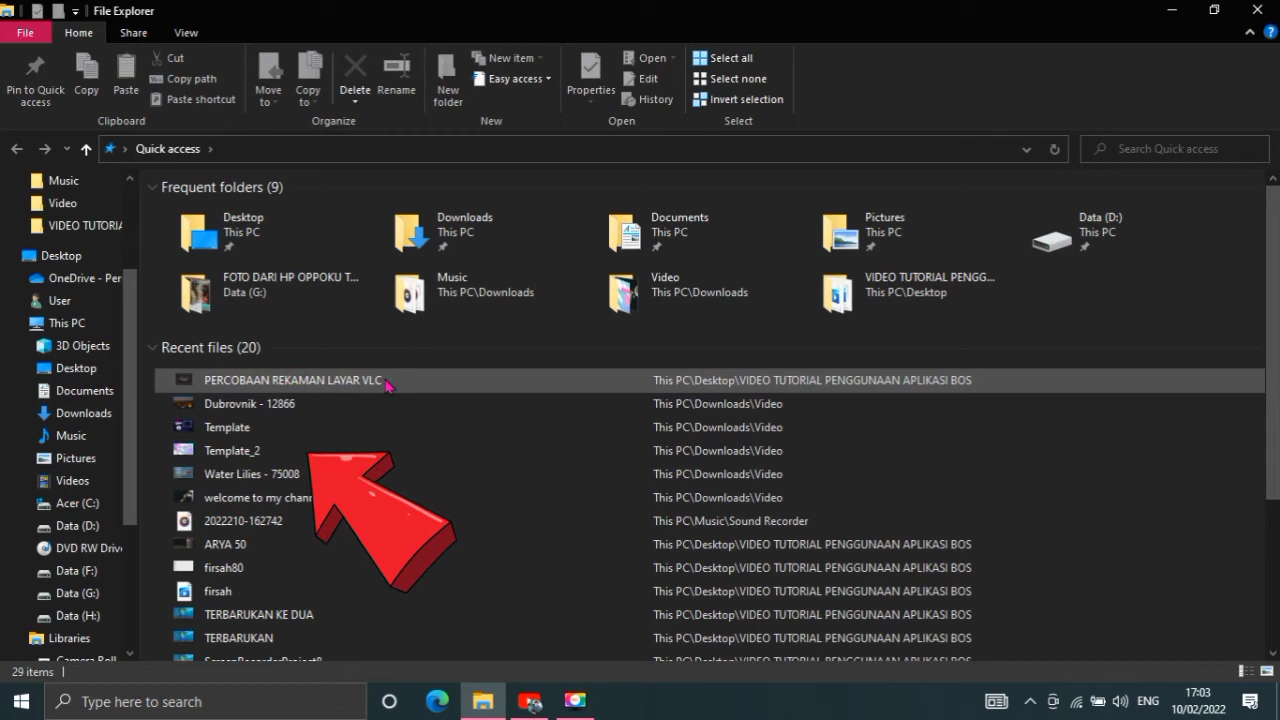 File Explorer
File Home Share View
Pin to Quick access
Copy
Paste
Cut
Copy path
Paste shortcut
Clipboard
Move to
Copy to
Delete
Rename
Organize
New folder
New item
Easy access
New
Properties
Open
Edit
History
Open
Select all
Select none
Invert selection
Select
Quick access
Search Quick access
Music
Video
VIDEO TUTORIA
Desktop
OneDrive - Per
User
This PC
3D Objects
Desktop
Documents
Downloads
Music
Pictures
Videos
Acer (C:)
Data (D:)
DVD RW Drive
Data (F:)
Data (G:)
Data (H:)
Libraries
Camera Roll
Frequent folders (9)
Desktop
This PC
Downloads
This PC
Documents
This PC
Pictures
This PC
Data (D:)
This PC
FOTO DARI HP OPPOKU T...
Data (G:)
Music
This PC\Downloads
Video
This PC\Downloads
VIDEO TUTORIAL PENGG...
This PC\Desktop
Recent files (20)
PERCOBAAN REKAMAN LAYAR VLC This PC\Desktop\VIDEO TUTORIAL PENGGUNAAN APLIKASI BOS
Dubrovnik - 12866 This PC\Downloads\Video
Template This PC\Downloads\Video
Template_2 This PC\Downloads\Video
Water Lilies - 75008 This PC\Downloads\Video
welcome to my chann This PC\Downloads\Video
2022210-162742 This PC\Music\Sound Recorder
ARYA 50 This PC\Desktop\VIDEO TUTORIAL PENGGUNAAN APLIKASI BOS
firsah80 This PC\Desktop\VIDEO TUTORIAL PENGGUNAAN APLIKASI BOS
firsah This PC\Desktop\VIDEO TUTORIAL PENGGUNAAN APLIKASI BOS
TERBARUKAN KE DUA This PC\Desktop\VIDEO TUTORIAL PENGGUNAAN APLIKASI BOS
TERBARUKAN This PC\Desktop\VIDEO TUTORIAL PENGGUNAAN APLIKASI BOS
ScreenRecorderProject8 This PC\Desktop\VIDEO TUTORIAL PENGGUNAAN APLIKASI BOS
29 items
Type here to search
ENG
17:03
10/02/2022